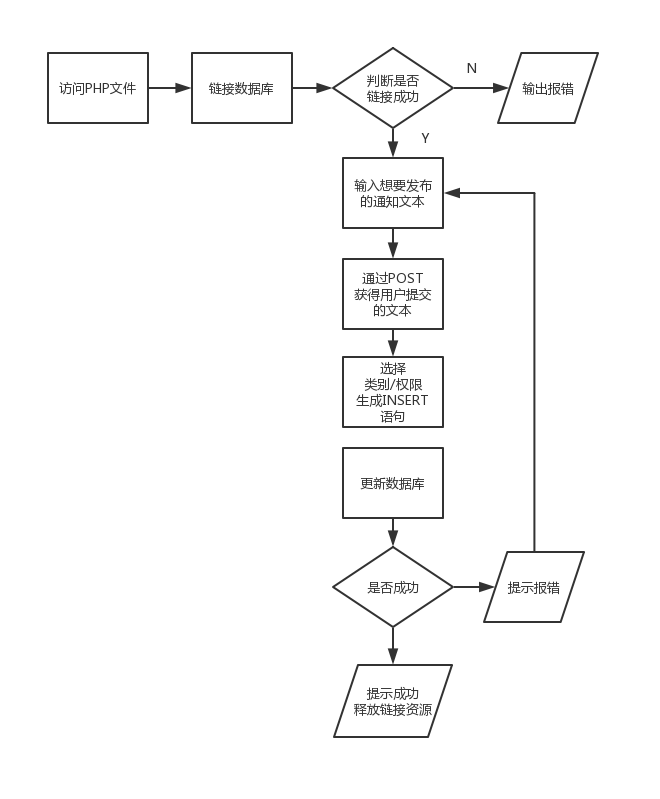 访问PHP文件
链接数据库
判断是否
链接成功
N
输出报错
Y
输入想要发布
的通知文本
通过POST
获得用户提交
的文本
选择
类别/权限
生成INSERT
语句
更新数据库
是否成功
提示报错
提示成功
释放链接资源